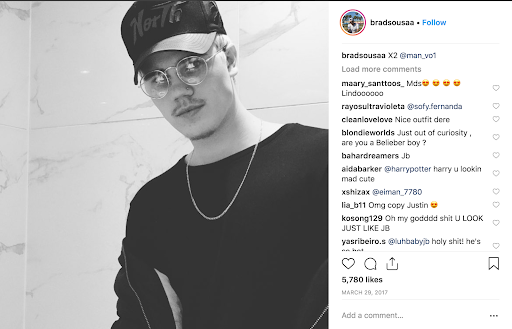 North
bradsousaa • Follow
bradsousaa X2 @man_vo1
Load more comments
maary_santtoos_ Mds😍 😍 😍 😍
Lindoooooo
rayosultravioleta @sofy.fernanda
cleanlovelove Nice outfit dere
blondieworlds Just out of curiosity ,
are you a Belieber boy ?
bahardreamers Jb
aidabarker @harrypotter harry u lookin
mad cute
xshizax @eiman_7780
lia_b11 Omg copy Justin 😍
kosong129 Oh my godddd shit U LOOK
JUST LIKE JB
yasribeiro.s @luhbabyjb holy shit! he's
so hot
5,780 likes
MARCH 29, 2017
Add a comment...